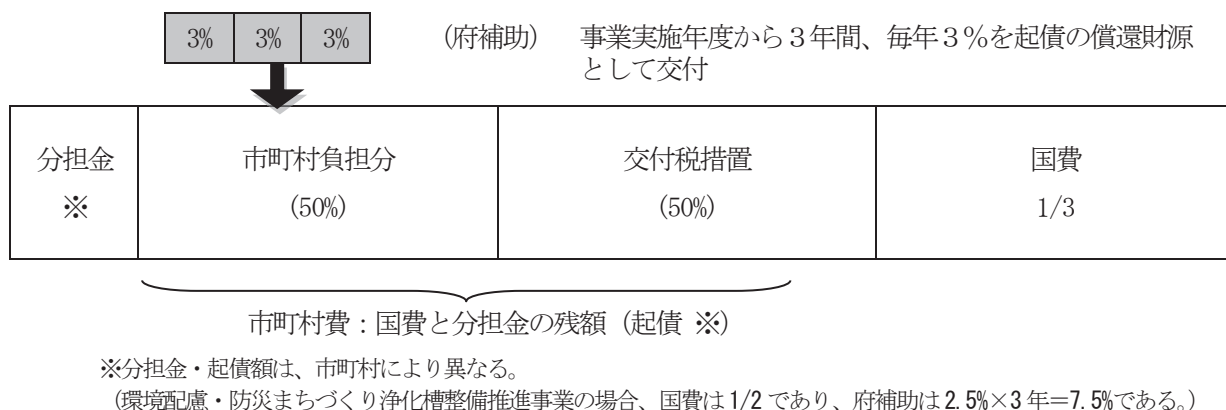 3% 3% 3% （府補助） 事業実施年度から３年間、毎年３％を起債の償還財源
として交付
分担金 市町村負担分 交付税措置 国費
※ (50%) (50%) 1/3
市町村費：国費と分担金の残額（起債 ※）
※分担金・起債額は、市町村により異なる。
（環境配慮・防災まちづくり浄化槽整備推進事業の場合、国費は 1/2 であり、府補助は 2.5%×3 年＝7.5%である。）